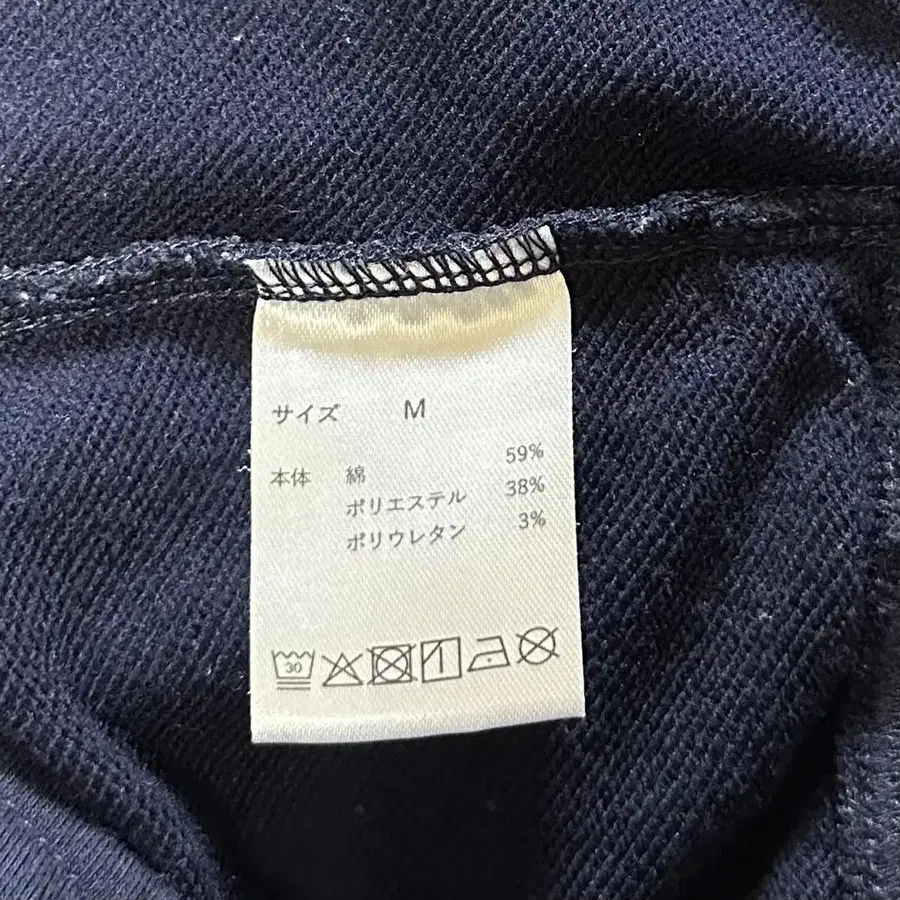 サイズ M
本体 綿 59%
ポリエステル 38%
ポリウレタン 3%
30